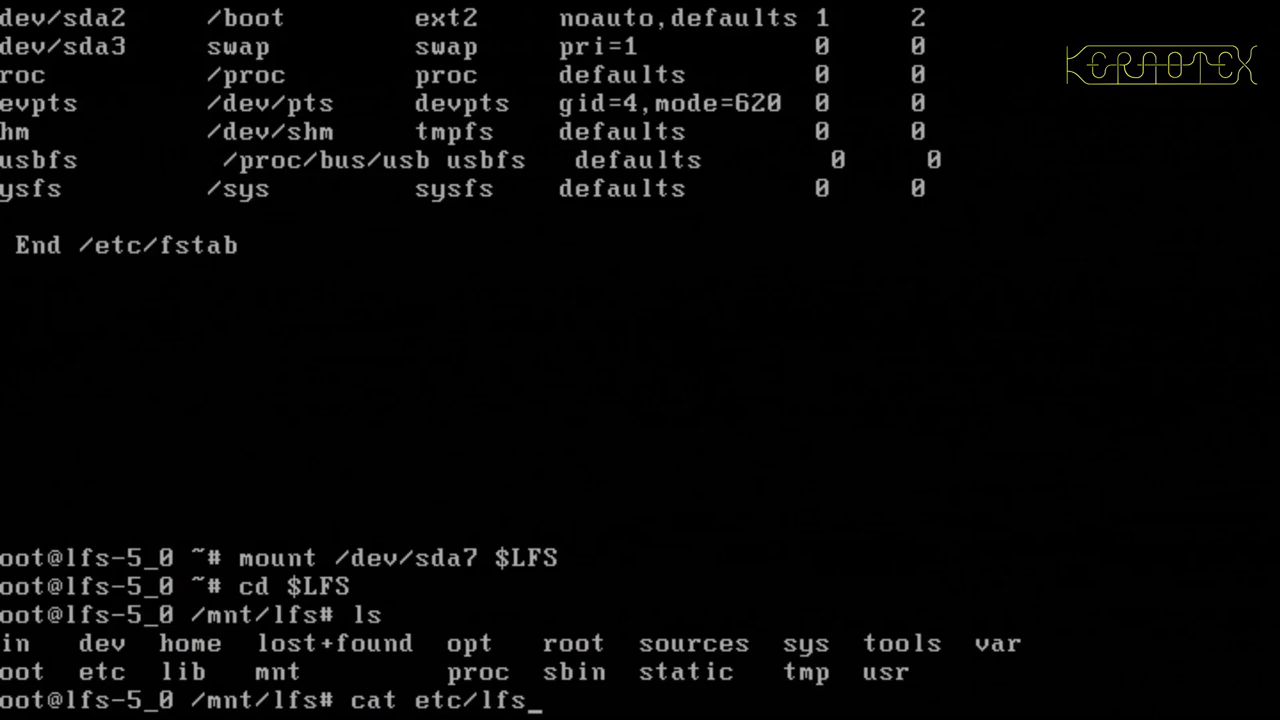 dev/sda2 /boot ext2 noauto,defaults 1 2
dev/sda3 swap swap pri=1 0 0
roc /proc proc defaults 0 0
evpts /dev/pts devpts gid=4,mode=620 0 0
hm /dev/shm tmpfs defaults 0 0
usbfs /proc/bus/usb usbfs defaults 0 0
ysfs /sys sysfs defaults 0 0
End /etc/fstab
oot@lfs-5_0 ~# mount /dev/sda7 $LFS
oot@lfs-5_0 ~# cd $LFS
oot@lfs-5_0 /mnt/lfs# ls
in dev home lost+found opt root sources sys tools var
oot etc lib mnt proc sbin static tmp usr
oot@lfs-5_0 /mnt/lfs# cat etc/lfs_